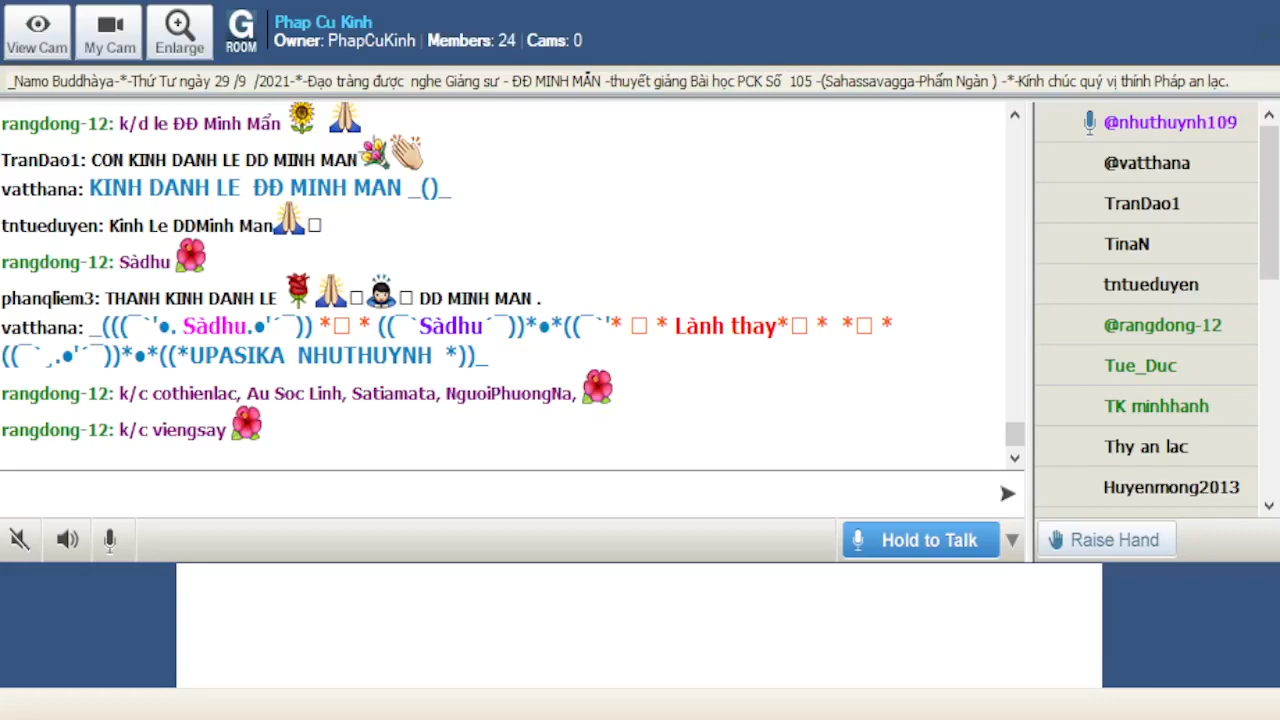 View Cam
My Cam
Enlarge
G
ROOM
Phap Cu Kinh
Owner: PhapCuKinh | Members: 24 | Cams: 0
_Namo Buddhàya-*-Thứ Tư ngày 29 /9 /2021-*-Đạo tràng được nghe Giảng sư - ĐĐ MINH MẪN -thuyết giảng Bài học PCK Số 105 -(Sahassavagga-Phẩm Ngàn ) -*-Kính chúc quý vị thính Pháp an lạc.
rangdong-12: k/d le ĐĐ Minh Mẩn 🌻 🙏
TranDao1: CON KINH DANH LE DD MINH MAN 💐👏
vatthana: KINH DANH LE ĐĐ MINH MAN _()_
tntueduyen: Kinh Le DDMinh Man🙏□
rangdong-12: Sàdhu 🌺
phanqliem3: THANH KINH DANH LE 🌹🙏□🙇□ DD MINH MAN .
vatthana: _(((¯`'●. Sàdhu.●'´¯)) *□ * ((¯`Sàdhu´¯))*●*((¯`'* □ * Lành thay*□ * *□ *
((¯`¸.●'´¯))*●*((*UPASIKA NHUTHUYNH *))_
rangdong-12: k/c cothienlac, Au Soc Linh, Satiamata, NguoiPhuongNa, 🌺
rangdong-12: k/c viengsay 🌺
@nhuthuynh109
@vatthana
TranDao1
TinaN
tntueduyen
@rangdong-12
Tue_Duc
TK minhhanh
Thy an lac
Huyenmong2013
Hold to Talk
Raise Hand